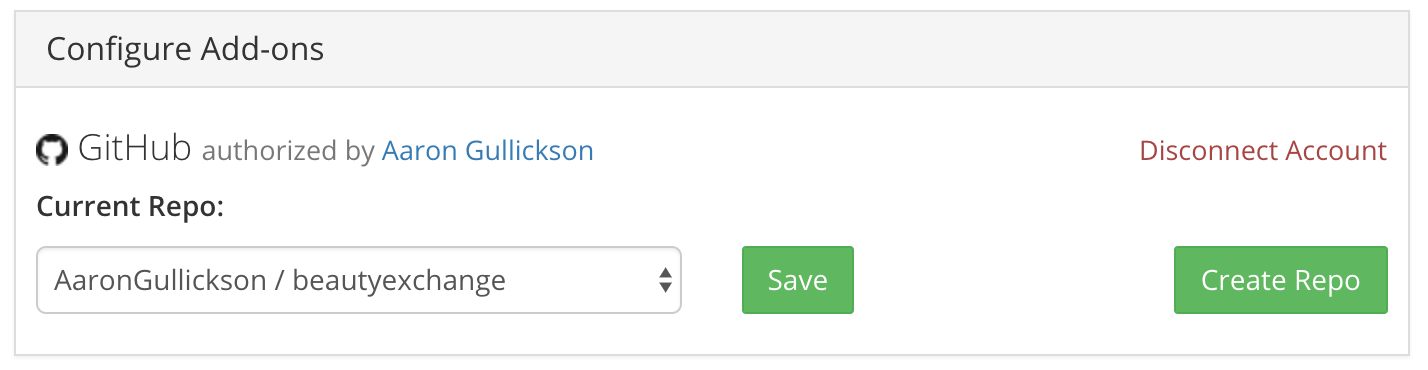 Configure Add-ons
GitHub authorized by Aaron Gullickson Disconnect Account
Current Repo:
AaronGullickson / beautyexchange Save Create Repo